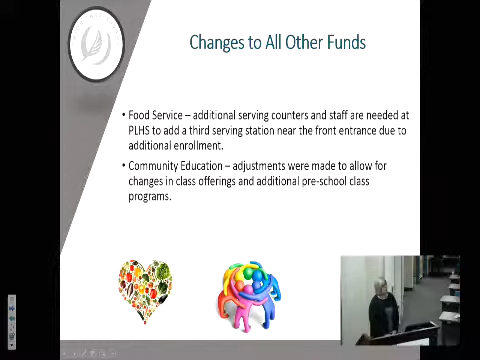 Changes to All Other Funds
• Food Service – additional serving counters and staff are needed at
PLHS to add a third serving station near the front entrance due to
additional enrollment.
• Community Education – adjustments were made to allow for
changes in class offerings and additional pre-school class
programs.